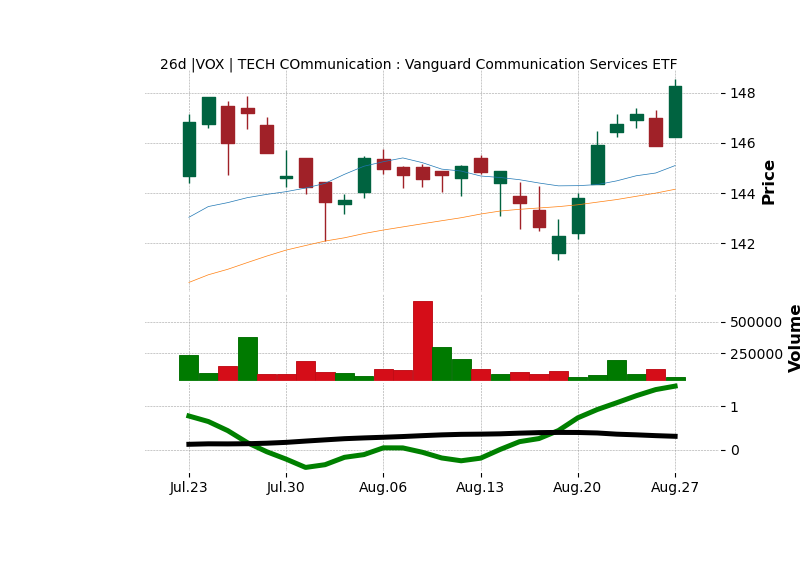 26d |VOX | TECH COmmunication : Vanguard Communication Services ETF
148
146
144
142
Price
500000
250000
Volume
1
0
Jul.23 Jul.30 Aug.06 Aug.13 Aug.20 Aug.27